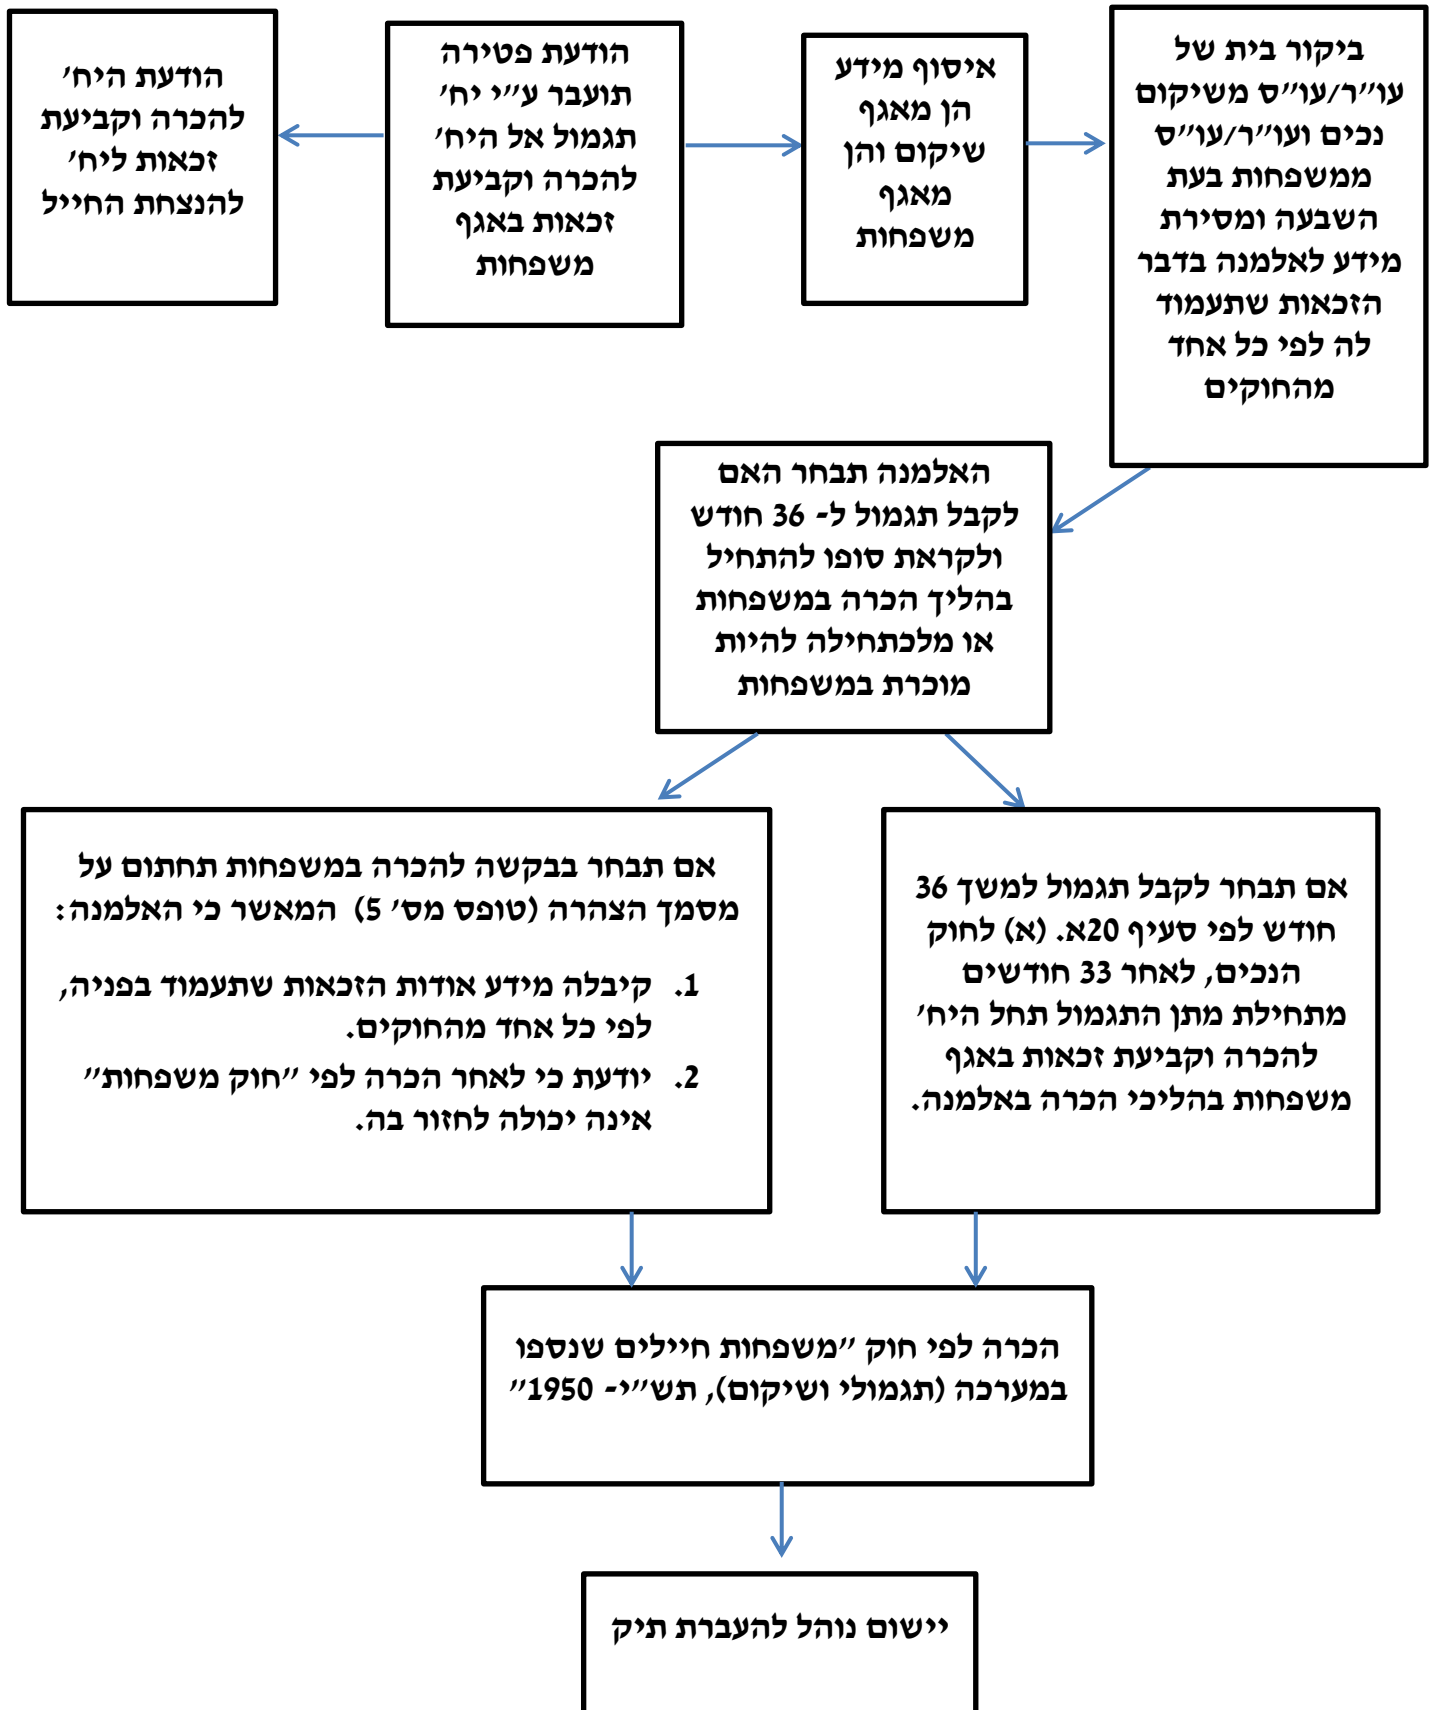 הודעת היח'
להכרה וקביעת
זכאות ליח'
להנצחת החייל
הודעת פטירה
תועבר ע"י יח'
תגמול אל היח'
להכרה וקביעת
זכאות באגף
משפחות
איסוף מידע
הן מאגף
שיקום והן
מאגף
משפחות
ביקור בית של
עו"ר/עו"ס משיקום
נכים ועו"ר/עו"ס
ממשפחות בעת
השבעה ומסירת
מידע לאלמנה בדבר
הזכאות שתעמוד
לה לפי כל אחד
מהחוקים
האלמנה תבחר האם
לקבל תגמול ל- 36 חודש
ולקראת סופו להתחיל
בהליך הכרה במשפחות
או מלכתחילה להיות
מוכרת במשפחות
אם תבחר לקבל תגמול למשך 36
חודש לפי סעיף 20א. (א) לחוק
הנכים, לאחר 33 חודשים
מתחילת מתן התגמול תחל היח'
להכרה וקביעת זכאות באגף
משפחות בהליכי הכרה באלמנה.
אם תבחר בבקשה להכרה במשפחות תחתום על
מסמך הצהרה (טופס מס' 5) המאשר כי האלמנה:
1. קיבלה מידע אודות הזכאות שתעמוד בפניה,
לפי כל אחד מהחוקים.
2. יודעת כי לאחר הכרה לפי "חוק משפחות"
אינה יכולה לחזור בה.
הכרה לפי חוק "משפחות חיילים שנספו
במערכה (תגמולי ושיקום), תש"י- 1950"
יישום נוהל להעברת תיק